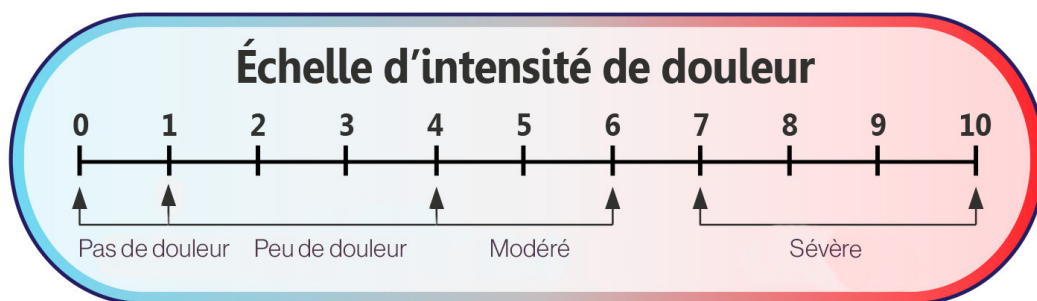 Échelle d’intensité de douleur
0 1 2 3 4 5 6 7 8 9 10
Pas de douleur Peu de douleur Modéré Sévère